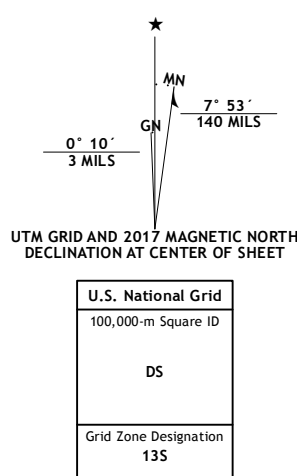 ★
MN
7° 53´
140 MILS
GN
0° 10´
3 MILS
UTM GRID AND 2017 MAGNETIC NORTH
DECLINATION AT CENTER OF SHEET
U.S. National Grid
100,000-m Square ID
DS
Grid Zone Designation
13S